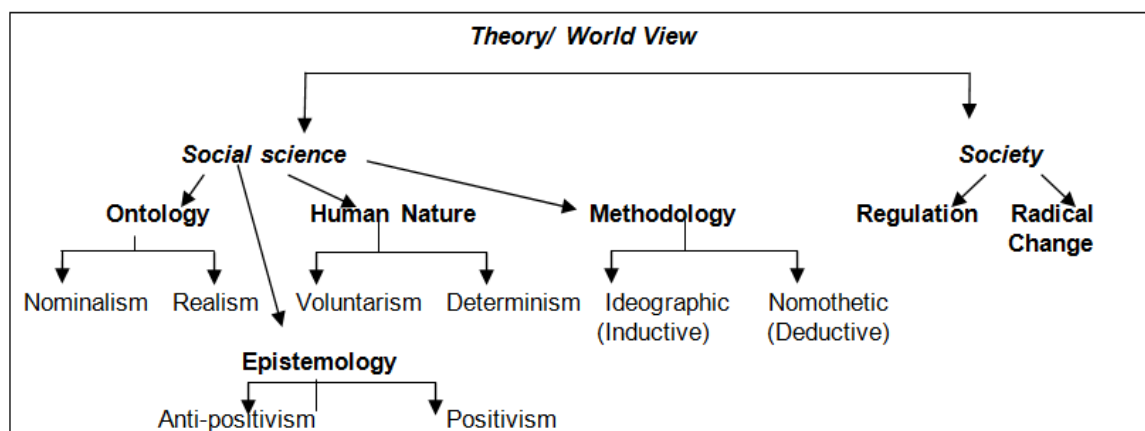 Theory/ World View
Social science
Society
Ontology
Human Nature
Methodology
Regulation
Radical
Change
Nominalism
Realism
Voluntarism
Determinism
Ideographic
(Inductive)
Nomothetic
(Deductive)
Epistemology
Anti-positivism
Positivism